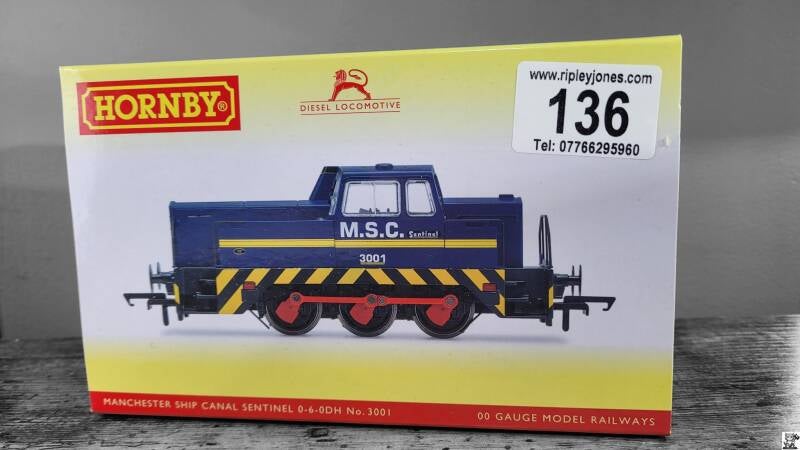 HORNBY®
DIESEL LOCOMOTIVE
www.ripleyjones.com
136
Tel: 07766295960
M.S.C. Sentinel
3001
MANCHESTER SHIP CANAL SENTINEL 0-6-0DH No. 3001
00 GAUGE MODEL RAILWAYS